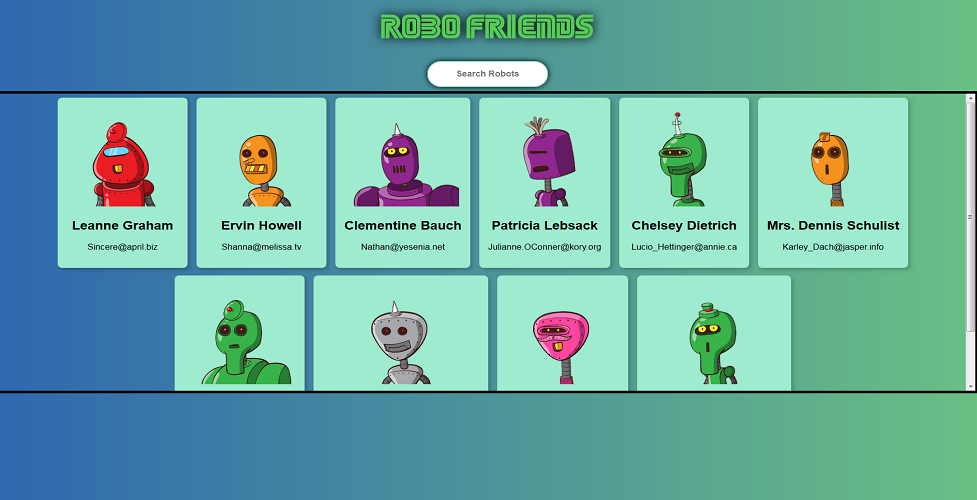 ROBO FRIENDS
Search Robots
Leanne Graham
Sincere@april.biz
Ervin Howell
Shanna@melissa.tv
Clementine Bauch
Nathan@yesenia.net
Patricia Lebsack
Julianne.OConner@kory.org
Chelsey Dietrich
Lucio_Hettinger@annie.ca
Mrs. Dennis Schulist
Karley_Dach@jasper.info